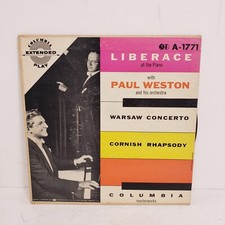 EXTENDED
PLAY
A-1771
LIBERACE
at the Piano
with
PAUL WESTON
and his orchestra
WARSAW CONCERTO
CORNISH RHAPSODY
COLUMBIA
masterworks